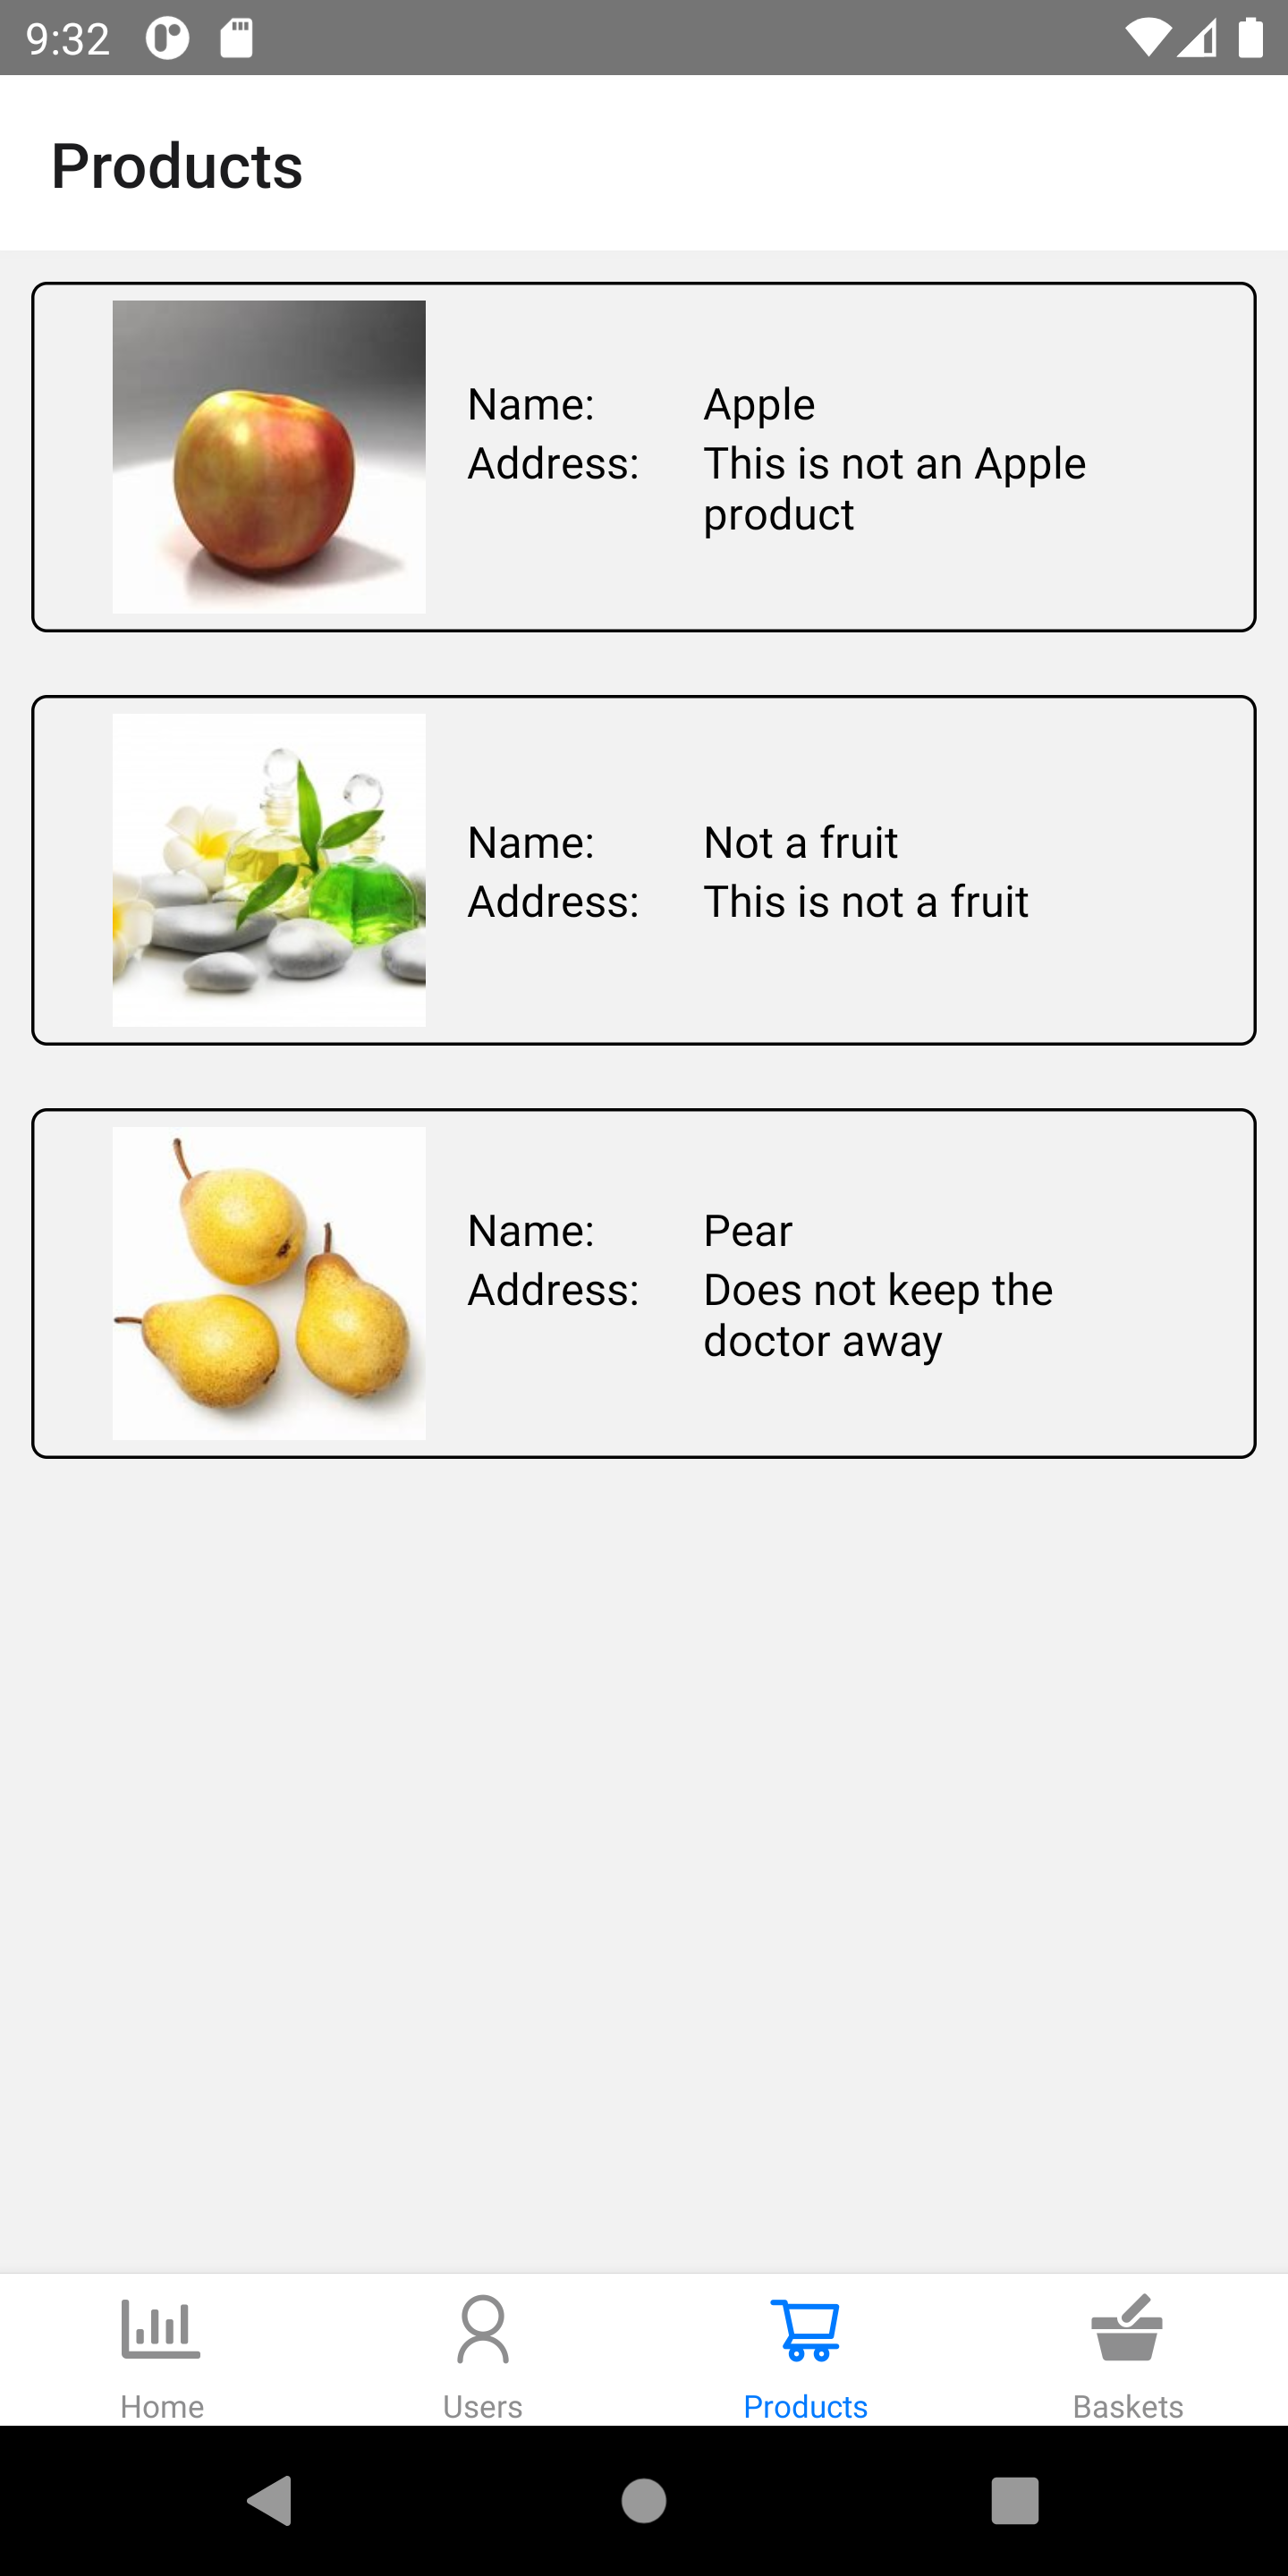 9:32
Products
Name: Apple
Address: This is not an Apple
product
Name: Not a fruit
Address: This is not a fruit
Name: Pear
Address: Does not keep the
doctor away
Home Users Products Baskets